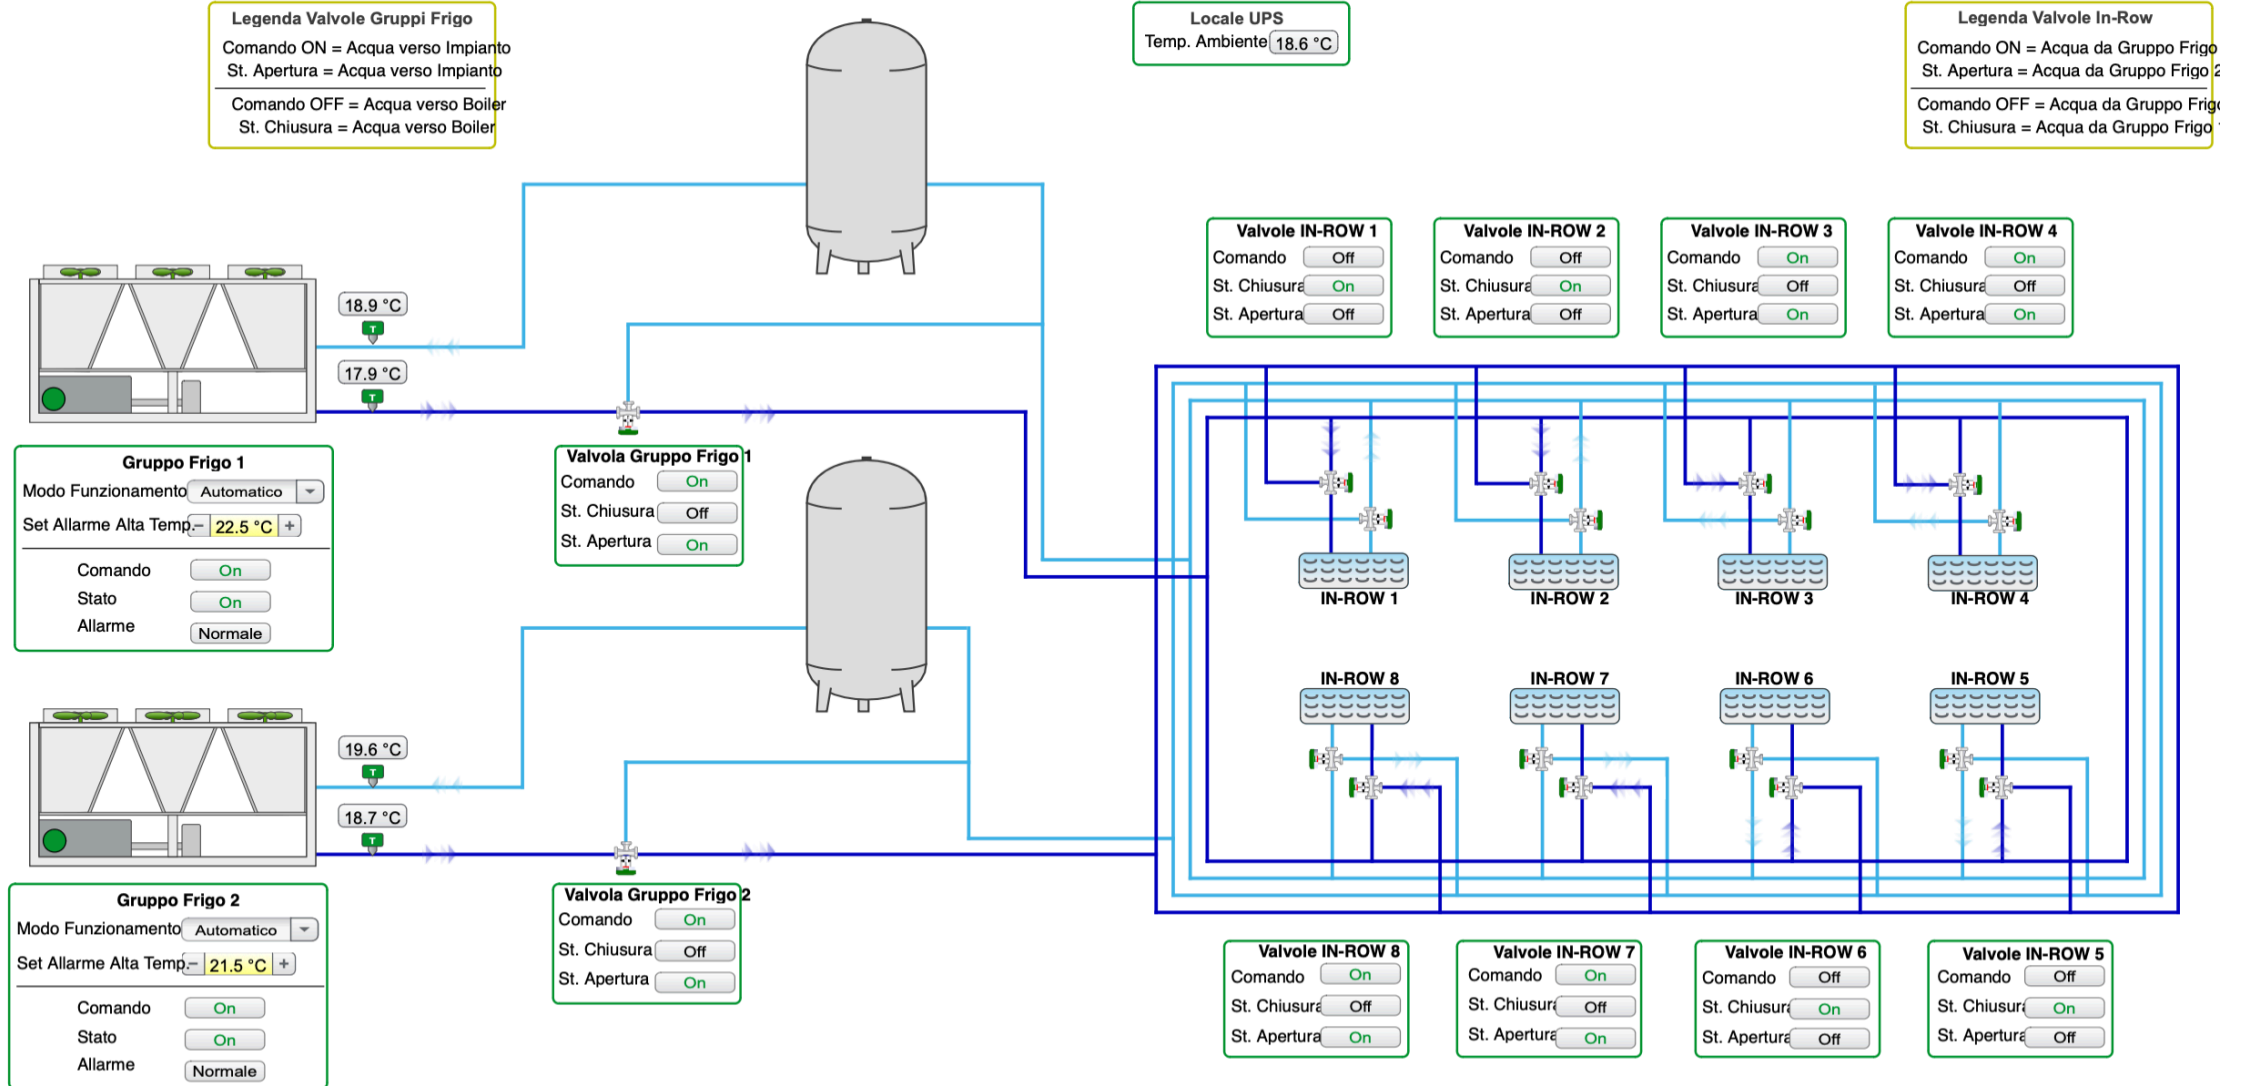 Legenda Valvole Gruppi Frigo
Comando ON = Acqua verso Impianto
St. Apertura = Acqua verso Impianto
Comando OFF = Acqua verso Boiler
St. Chiusura = Acqua verso Boiler
Locale UPS
Temp. Ambiente 18.6 °C
Legenda Valvole In-Row
Comando ON = Acqua da Gruppo Frigo
St. Apertura = Acqua da Gruppo Frigo 2
Comando OFF = Acqua da Gruppo Frigo
St. Chiusura = Acqua da Gruppo Frigo
18.9 °C
T
17.9 °C
T
Gruppo Frigo 1
Modo Funzionamento Automatico
Set Allarme Alta Temp. − 22.5 °C +
Comando On
Stato On
Allarme Normale
Valvola Gruppo Frigo 1
Comando On
St. Chiusura Off
St. Apertura On
19.6 °C
T
18.7 °C
T
Gruppo Frigo 2
Modo Funzionamento Automatico
Set Allarme Alta Temp. − 21.5 °C +
Comando On
Stato On
Allarme Normale
Valvola Gruppo Frigo 2
Comando On
St. Chiusura Off
St. Apertura On
Valvole IN-ROW 1
Comando Off
St. Chiusura On
St. Apertura Off
Valvole IN-ROW 2
Comando Off
St. Chiusura On
St. Apertura Off
Valvole IN-ROW 3
Comando On
St. Chiusura Off
St. Apertura On
Valvole IN-ROW 4
Comando On
St. Chiusura Off
St. Apertura On
IN-ROW 1
IN-ROW 2
IN-ROW 3
IN-ROW 4
IN-ROW 8
IN-ROW 7
IN-ROW 6
IN-ROW 5
Valvole IN-ROW 8
Comando On
St. Chiusura Off
St. Apertura On
Valvole IN-ROW 7
Comando On
St. Chiusura Off
St. Apertura On
Valvole IN-ROW 6
Comando Off
St. Chiusura On
St. Apertura Off
Valvole IN-ROW 5
Comando Off
St. Chiusura On
St. Apertura Off